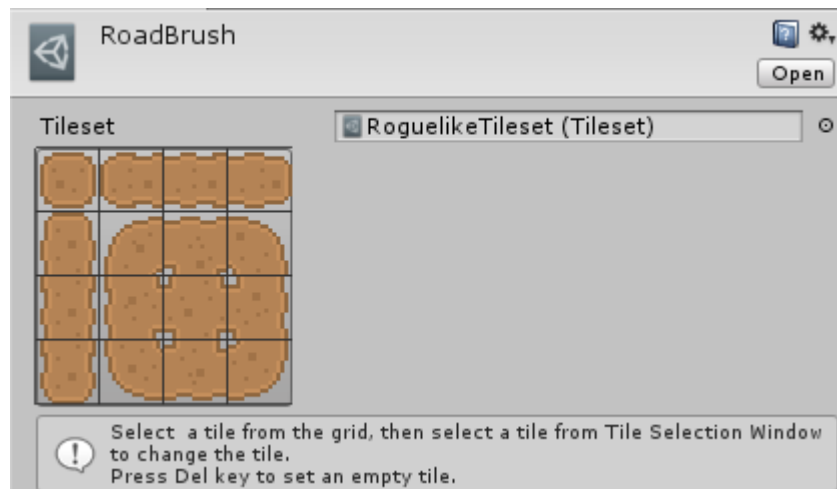 RoadBrush
Open
Tileset
RoguelikeTileset (Tileset)
Select  a tile from the grid, then select a tile from Tile Selection Window
to change the tile.
Press Del key to set an empty tile.